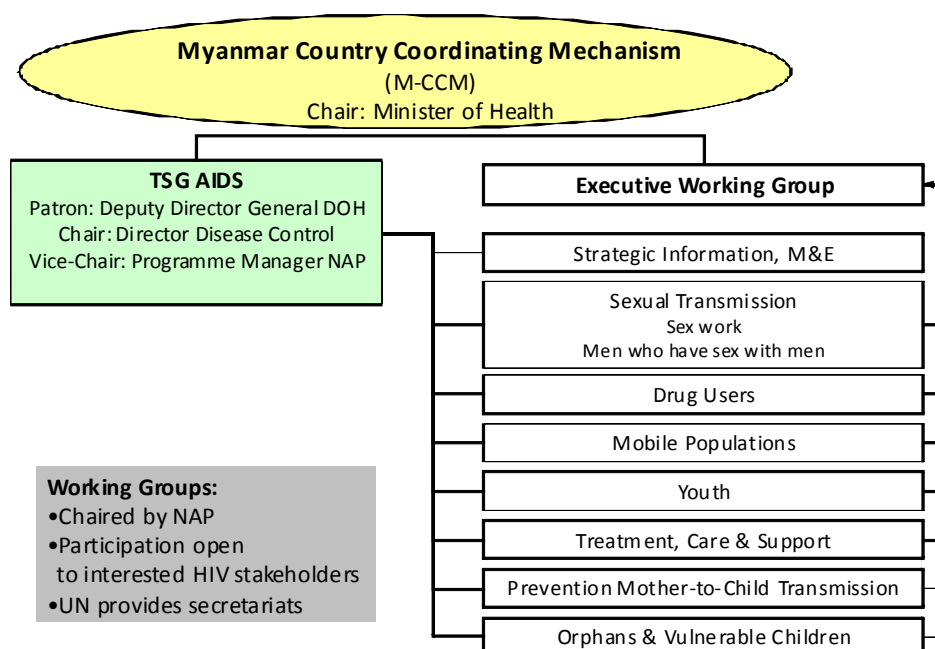 Myanmar Country Coordinating Mechanism
(M-CCM)
Chair: Minister of Health
TSG AIDS
Patron: Deputy Director General DOH
Chair: Director Disease Control
Vice-Chair: Programme Manager NAP
Executive Working Group
Strategic Information, M&E
Sexual Transmission
Sex work
Men who have sex with men
Drug Users
Mobile Populations
Youth
Treatment, Care & Support
Prevention Mother-to-Child Transmission
Orphans & Vulnerable Children
Working Groups:
•Chaired by NAP
•Participation open
to interested HIV stakeholders
•UN provides secretariats